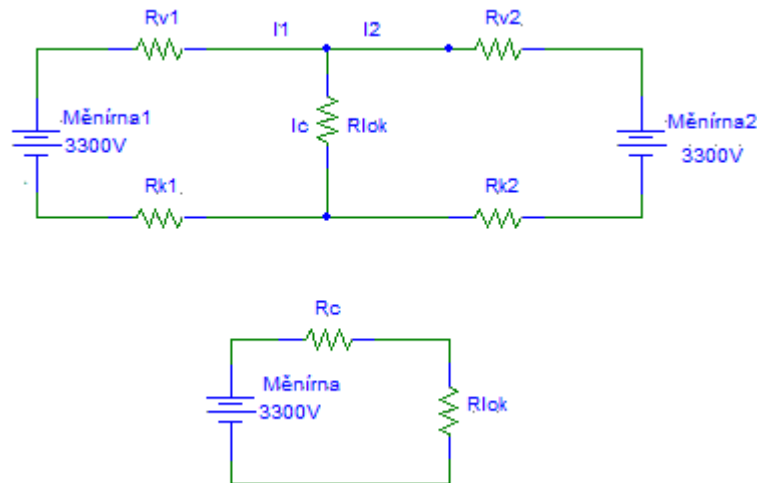 Rv1
I1
I2
Rv2
Měnírna1
3300V
Ic
Rlok
Měnírna2
3300V
Rk1
Rk2
Rc
Měnírna
3300V
Rlok